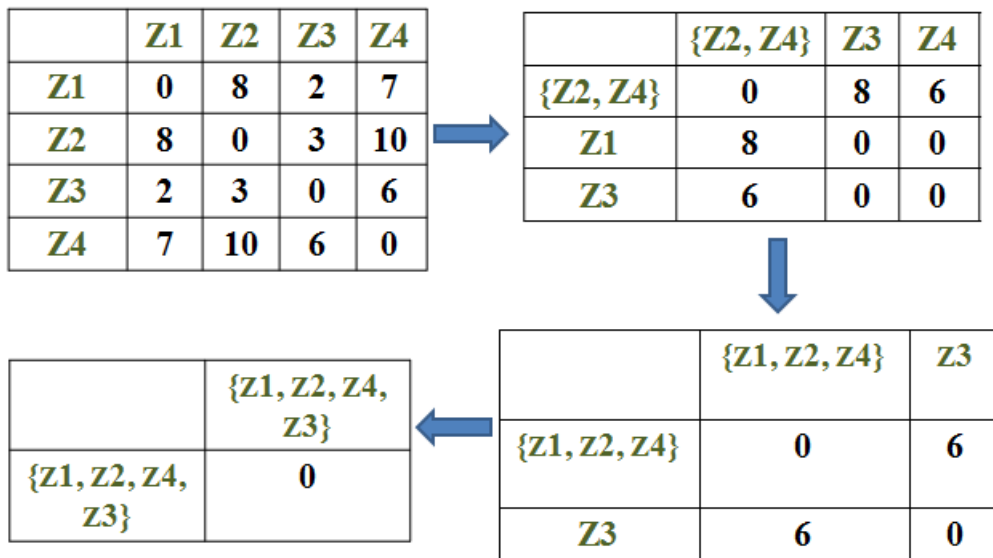 Z1 Z2 Z3 Z4
Z1 0 8 2 7
Z2 8 0 3 10
Z3 2 3 0 6
Z4 7 10 6 0
{Z2, Z4} Z3 Z4
{Z2, Z4} 0 8 6
Z1 8 0 0
Z3 6 0 0
{Z1, Z2, Z4} Z3
{Z1, Z2, Z4} 0 6
Z3 6 0
{Z1, Z2, Z4,
Z3}
{Z1, Z2, Z4, 0
Z3}